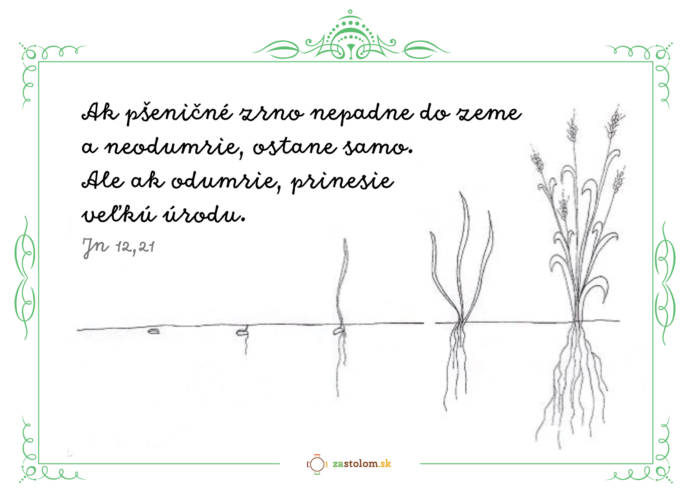 Ak pšeničné zrno nepadne do zeme
a neodumrie, ostane samo.
Ale ak odumrie, prinesie
veľkú úrodu.
Jn 12,21
zastolom.sk